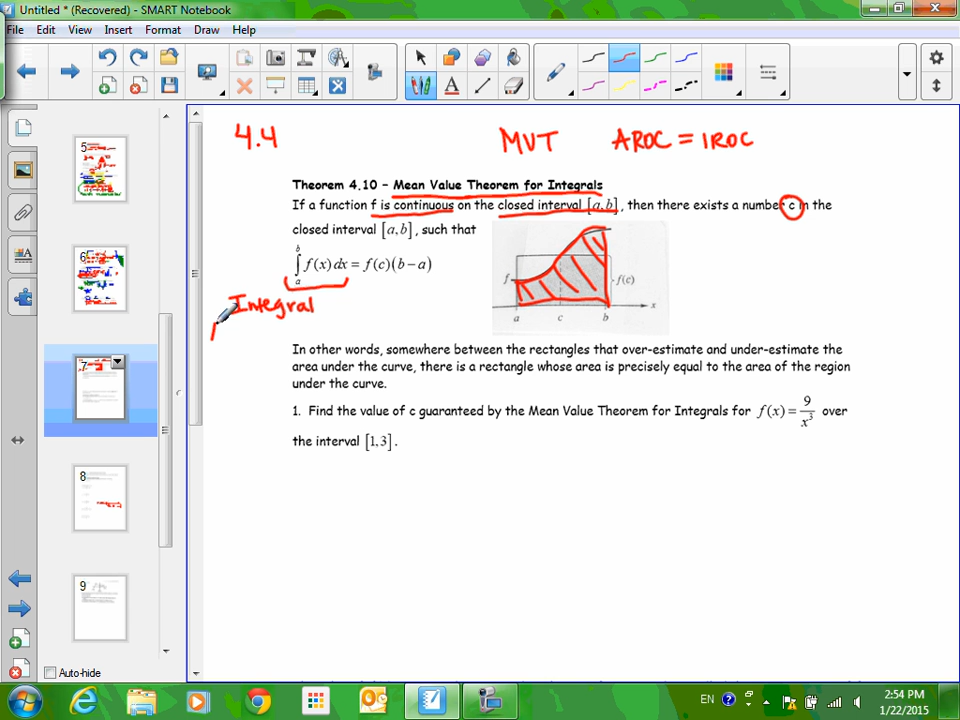 Untitled * (Recovered) - SMART Notebook
File Edit View Insert Format Draw Help
4.4
MVT AROC = IROC
Theorem 4.10 – Mean Value Theorem for Integrals
If a function f is continuous on the closed interval [a,b], then there exists a number c in the
closed interval [a,b], such that
∫_a^b f(x)dx = f(c)(b−a)
f
f(c)
a c b x
Integral
In other words, somewhere between the rectangles that over-estimate and under-estimate the
area under the curve, there is a rectangle whose area is precisely equal to the area of the region
under the curve.
1. Find the value of c guaranteed by the Mean Value Theorem for Integrals for f(x) = 9/x³ over
the interval [1,3].
5
6
7
8
9
Auto-hide
EN
2:54 PM
1/22/2015